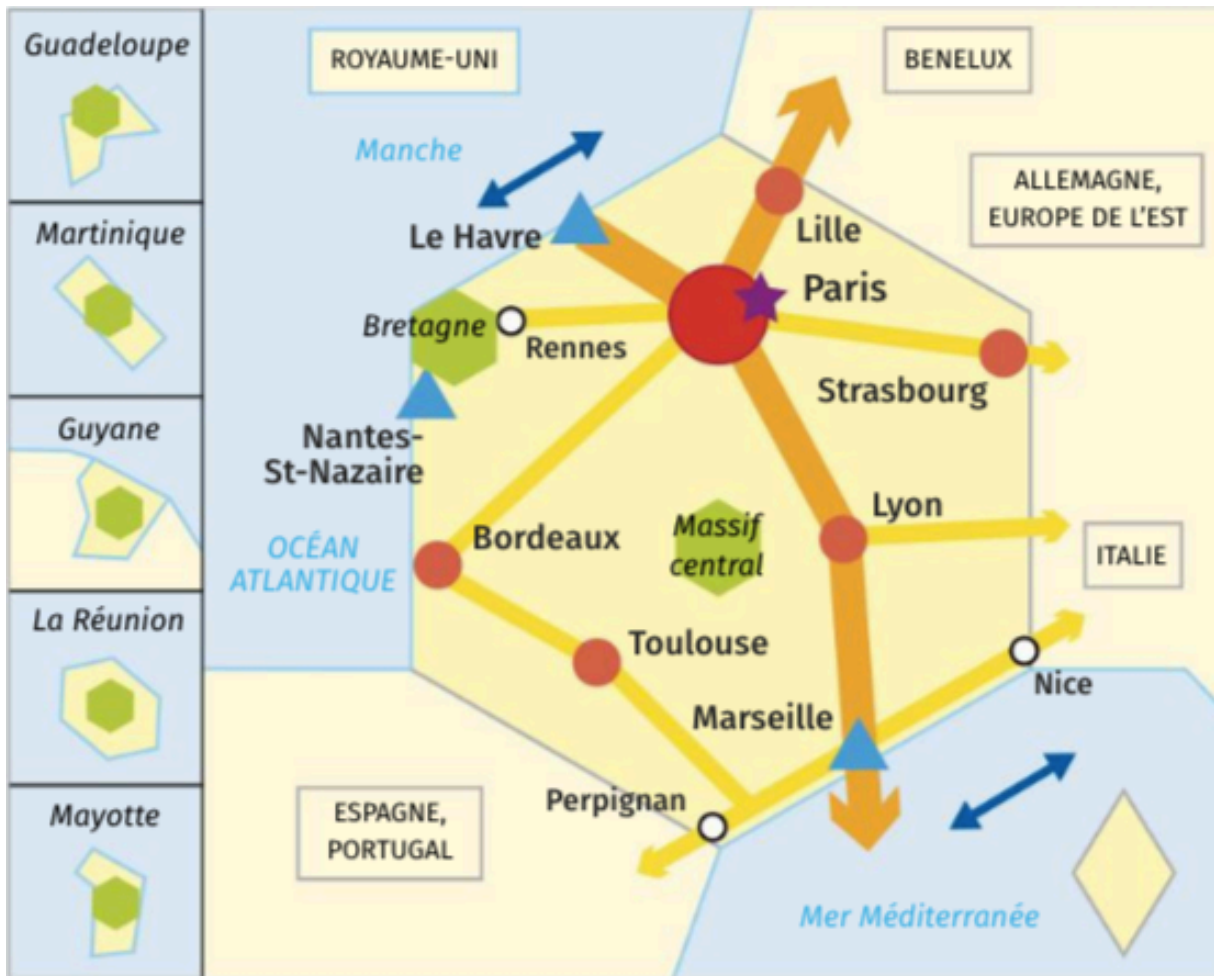 Guadeloupe
Martinique
Guyane
La Réunion
Mayotte
ROYAUME-UNI
BENELUX
Manche
ALLEMAGNE,
EUROPE DE L'EST
Le Havre
Lille
Paris
Bretagne
Rennes
Strasbourg
Nantes-
St-Nazaire
Lyon
Bordeaux
Massif
central
OCÉAN
ATLANTIQUE
ITALIE
Toulouse
Nice
Marseille
Perpignan
ESPAGNE,
PORTUGAL
Mer Méditerranée